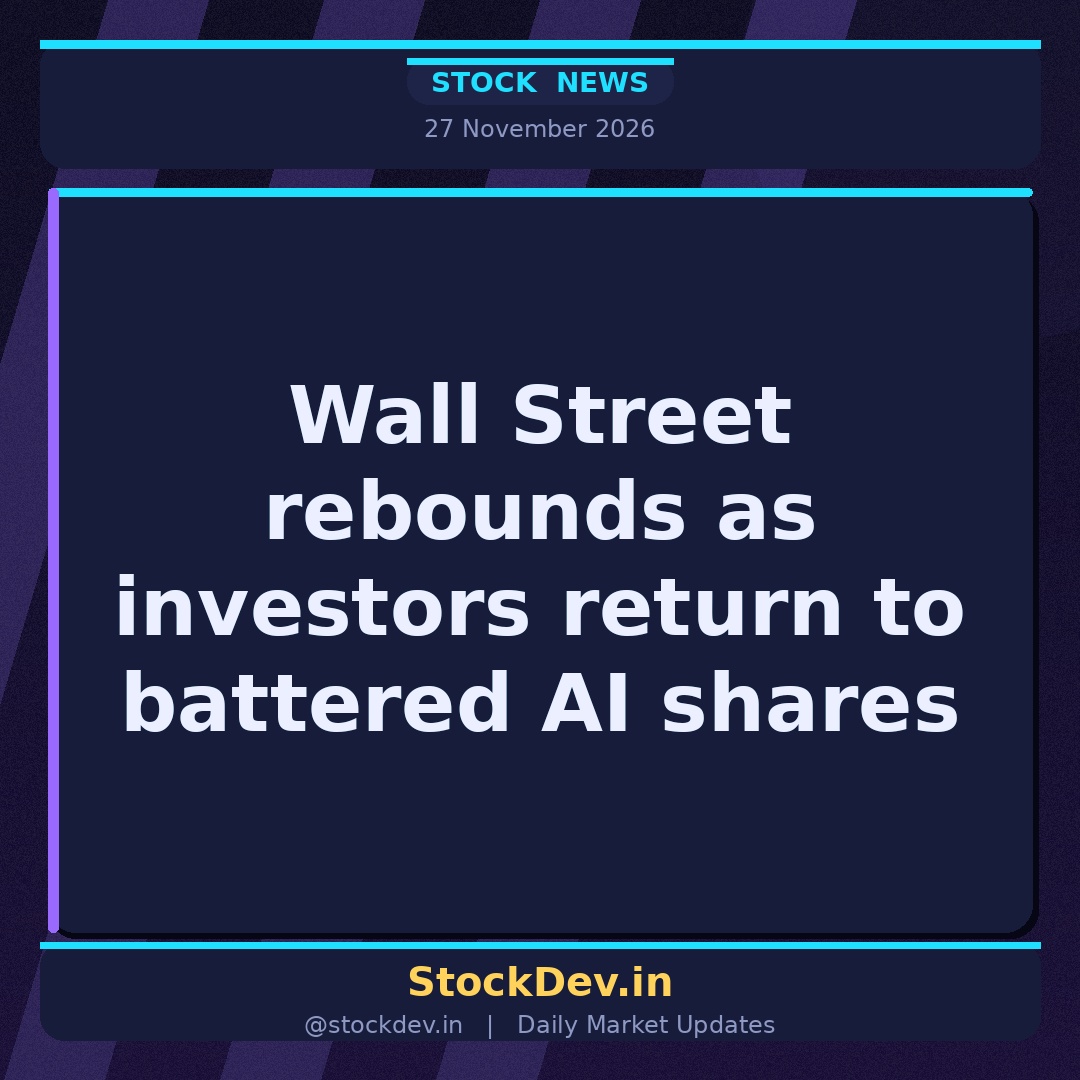 STOCK NEWS
27 November 2026
Wall Street
rebounds as
investors return to
battered AI shares
StockDev.in
@stockdev.in | Daily Market Updates